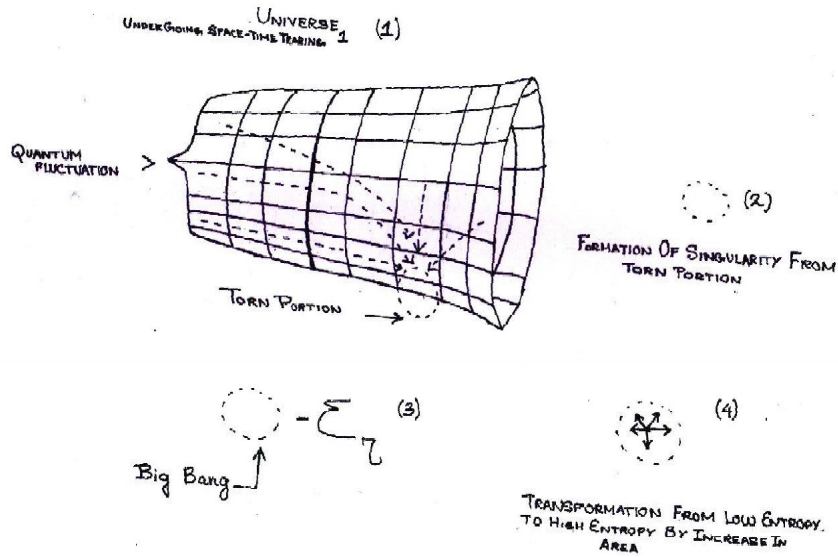 UNIVERSE 1 (1)
UNDERGOING SPACE-TIME TEARING
QUANTUM
FLUCTUATION >
(2)
FORMATION OF SINGULARITY FROM
TORN PORTION
TORN PORTION
(3)
Big Bang
(4)
TRANSFORMATION FROM LOW ENTROPY
TO HIGH ENTROPY BY INCREASE IN
AREA